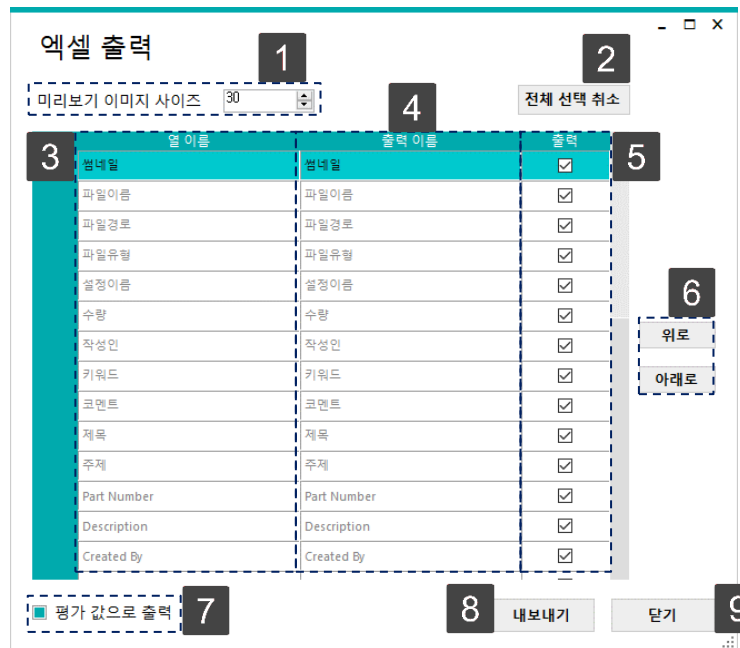 엑셀 출력
1
2
미리보기 이미지 사이즈 30
전체 선택 취소
4
3
5
열 이름 출력 이름 출력
썸네일 썸네일
파일이름 파일이름
파일경로 파일경로
파일유형 파일유형
설정이름 설정이름
6
수량 수량
위로
작성인 작성인
키워드 키워드
아래로
코멘트 코멘트
제목 제목
주제 주제
Part Number Part Number
Description Description
Created By Created By
평가 값으로 출력
7
8
내보내기
닫기
9